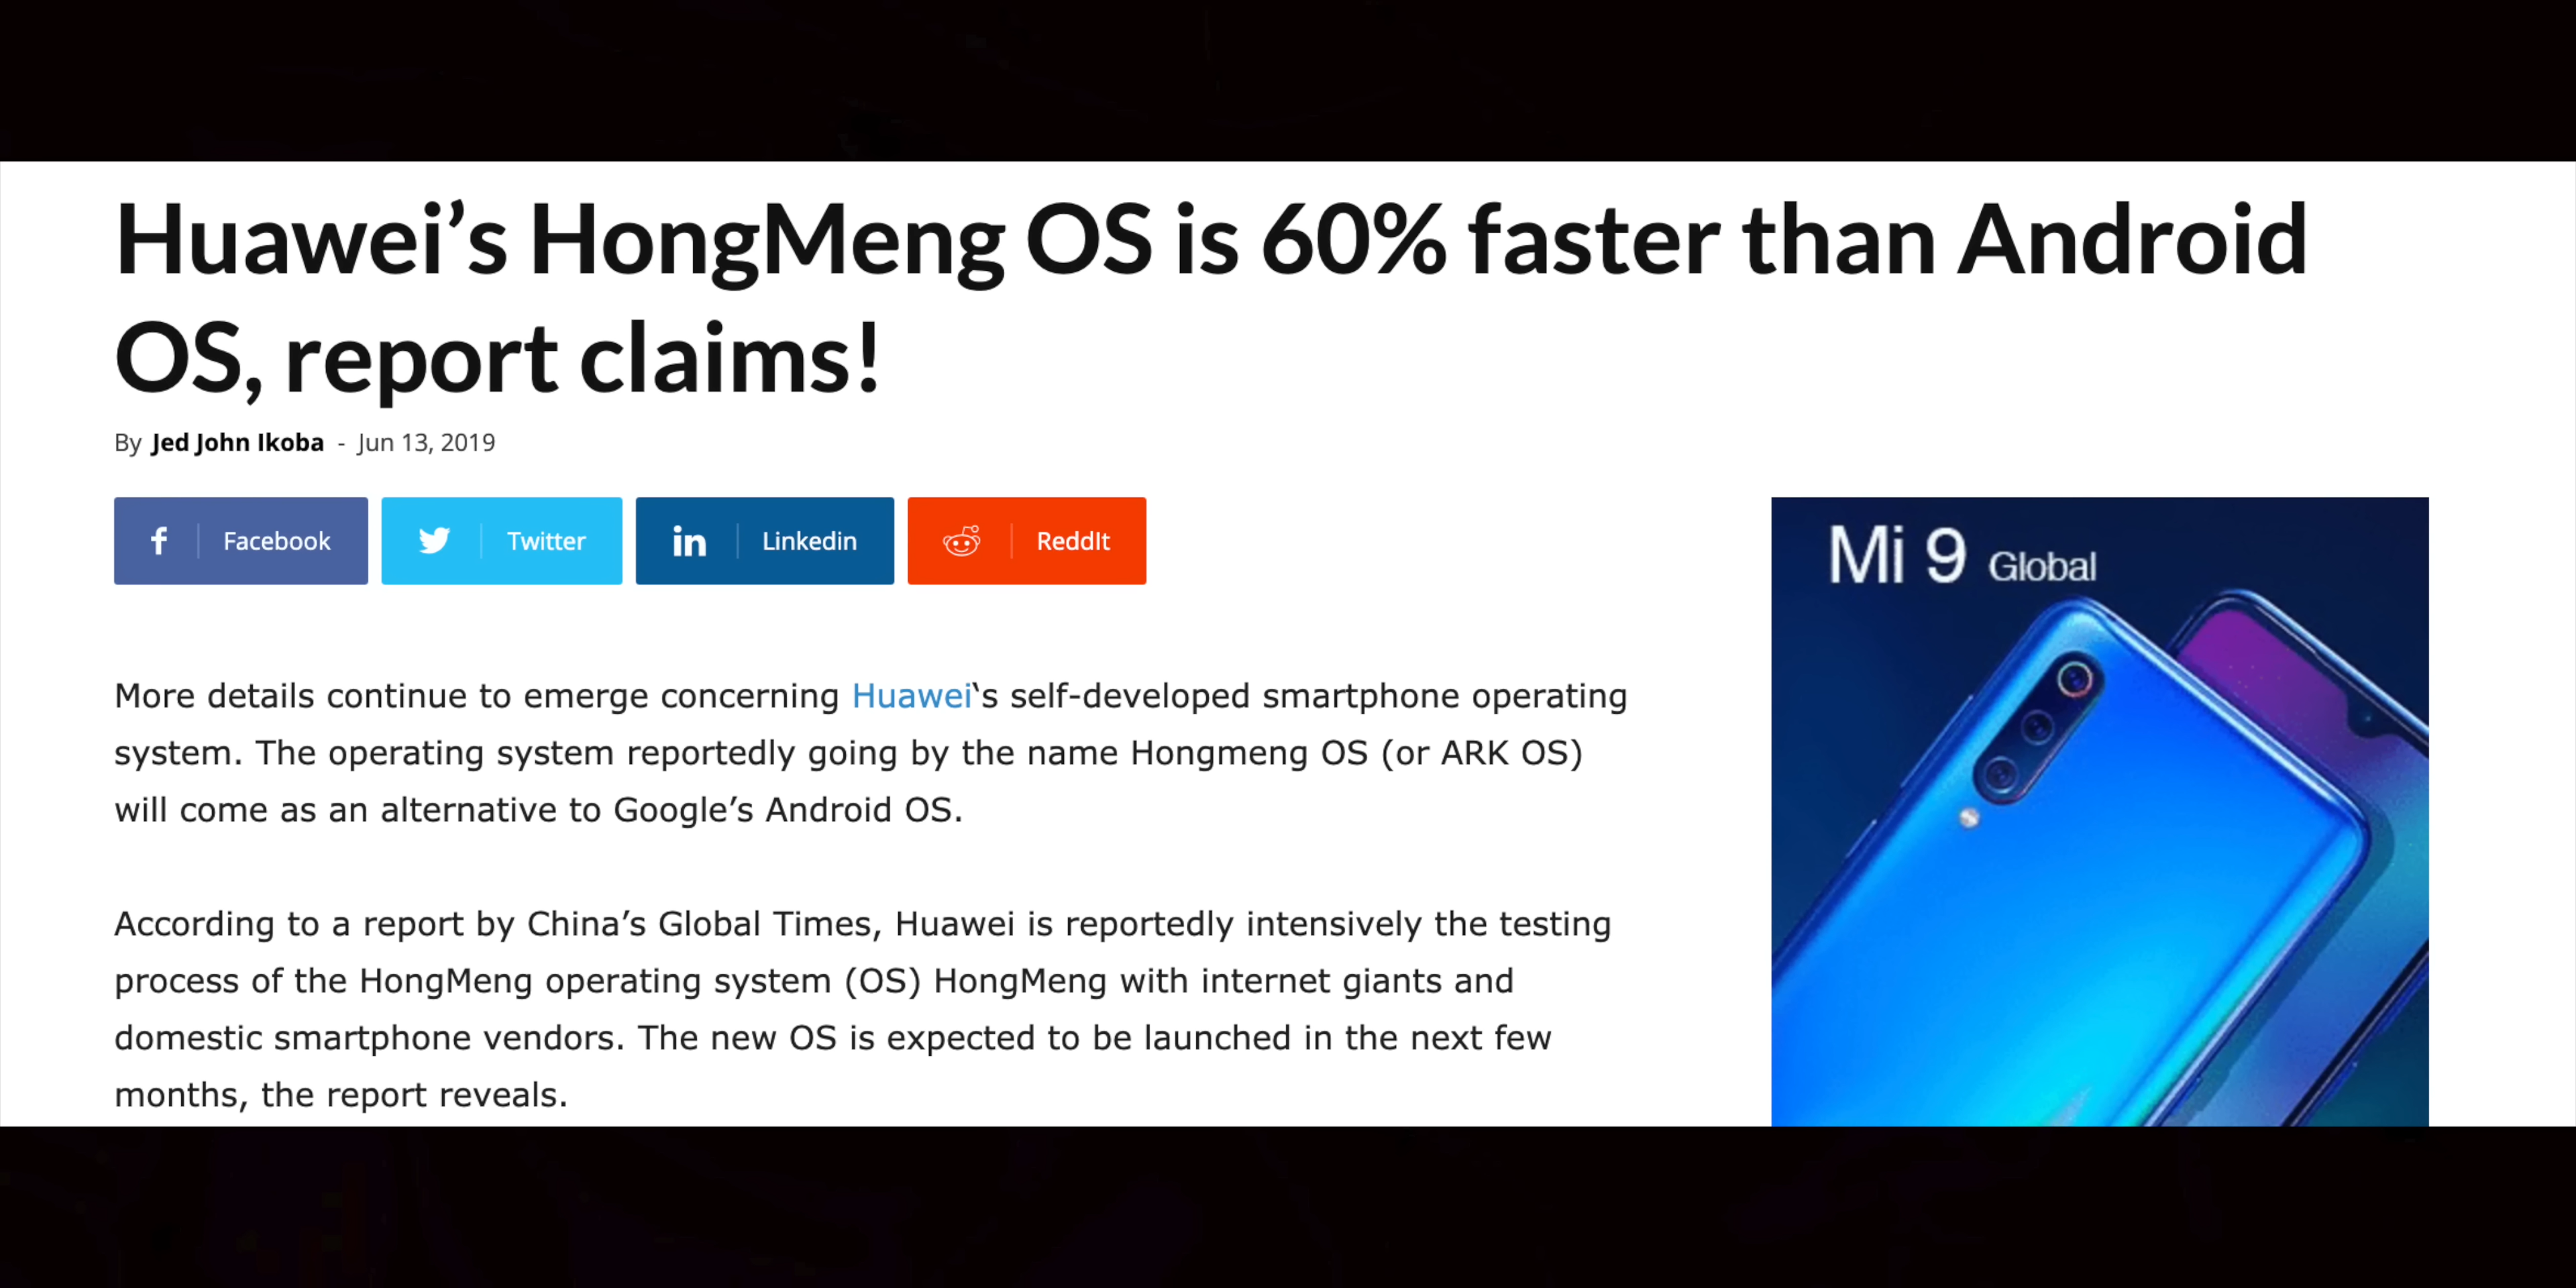 Huawei’s HongMeng OS is 60% faster than Android
OS, report claims!
By Jed John Ikoba - Jun 13, 2019
Facebook
Twitter
Linkedin
ReddIt
Mi 9 Global
More details continue to emerge concerning Huawei‘s self-developed smartphone operating
system. The operating system reportedly going by the name Hongmeng OS (or ARK OS)
will come as an alternative to Google’s Android OS.
According to a report by China’s Global Times, Huawei is reportedly intensively the testing
process of the HongMeng operating system (OS) HongMeng with internet giants and
domestic smartphone vendors. The new OS is expected to be launched in the next few
months, the report reveals.